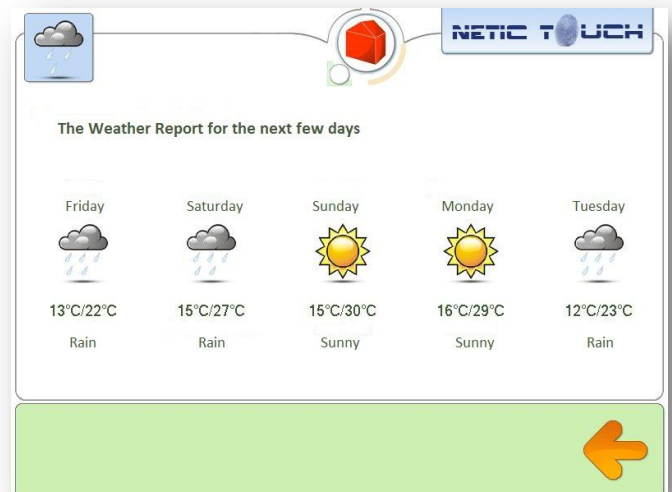 NETIC TOUCH
The Weather Report for the next few days
Friday Saturday Sunday Monday Tuesday
13°C/22°C 15°C/27°C 15°C/30°C 16°C/29°C 12°C/23°C
Rain Rain Sunny Sunny Rain